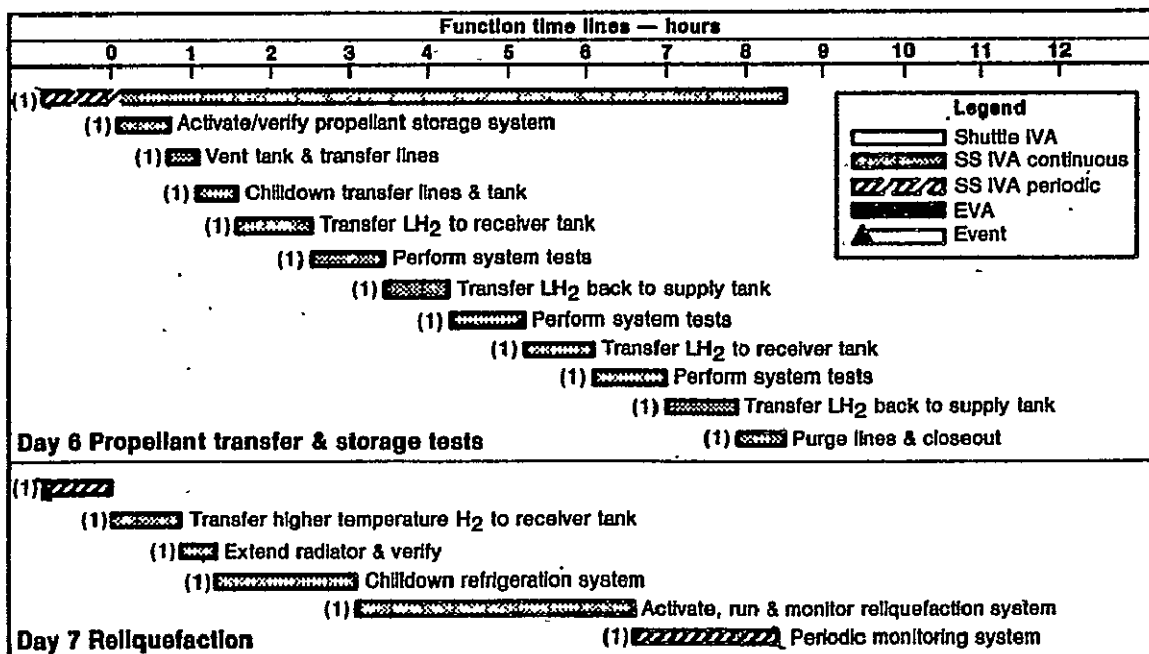 Function time lines — hours
0 1 2 3 4 5 6 7 8 9 10 11 12
(1)
Legend
Shuttle IVA
SS IVA continuous
SS IVA periodic
EVA
Event
(1) Activate/verify propellant storage system
(1) Vent tank & transfer lines
(1) Chilldown transfer lines & tank
(1) Transfer LH2 to receiver tank
(1) Perform system tests
(1) Transfer LH2 back to supply tank
(1) Perform system tests
(1) Transfer LH2 to receiver tank
(1) Perform system tests
(1) Transfer LH2 back to supply tank
(1) Purge lines & closeout
Day 6 Propellant transfer & storage tests
(1)
(1) Transfer higher temperature H2 to receiver tank
(1) Extend radiator & verify
(1) Chilldown refrigeration system
(1) Activate, run & monitor reliquefaction system
(1) Periodic monitoring system
Day 7 Reliquefaction